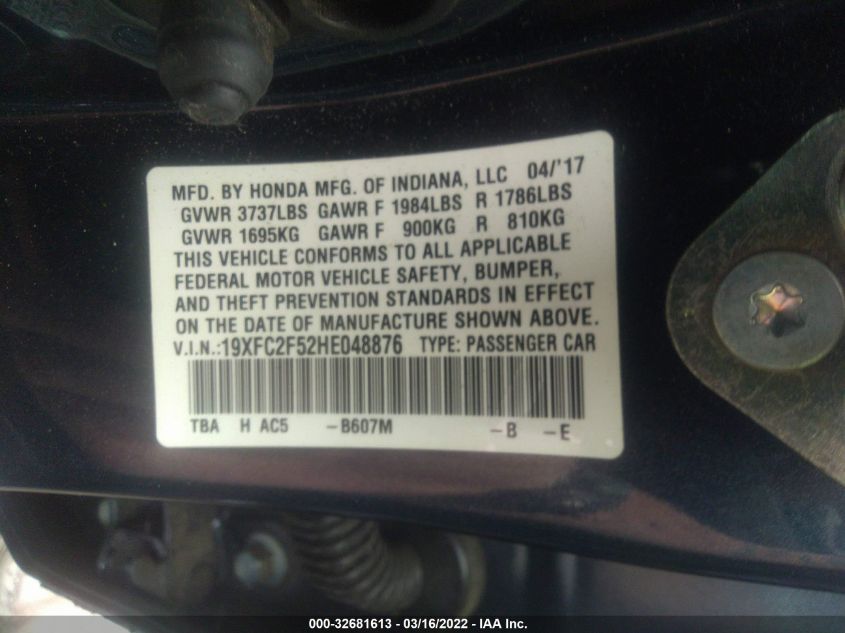 MFD. BY HONDA MFG. OF INDIANA, LLC 04/'17
GVWR 3737LBS GAWR F 1984LBS R 1786LBS
GVWR 1695KG GAWR F 900KG R 810KG
THIS VEHICLE CONFORMS TO ALL APPLICABLE
FEDERAL MOTOR VEHICLE SAFETY, BUMPER,
AND THEFT PREVENTION STANDARDS IN EFFECT
ON THE DATE OF MANUFACTURE SHOWN ABOVE.
V.I.N.:19XFC2F52HE048876 TYPE: PASSENGER CAR
TBA H AC5 -B607M -B -E
000-32681613 - 03/16/2022 - IAA Inc.